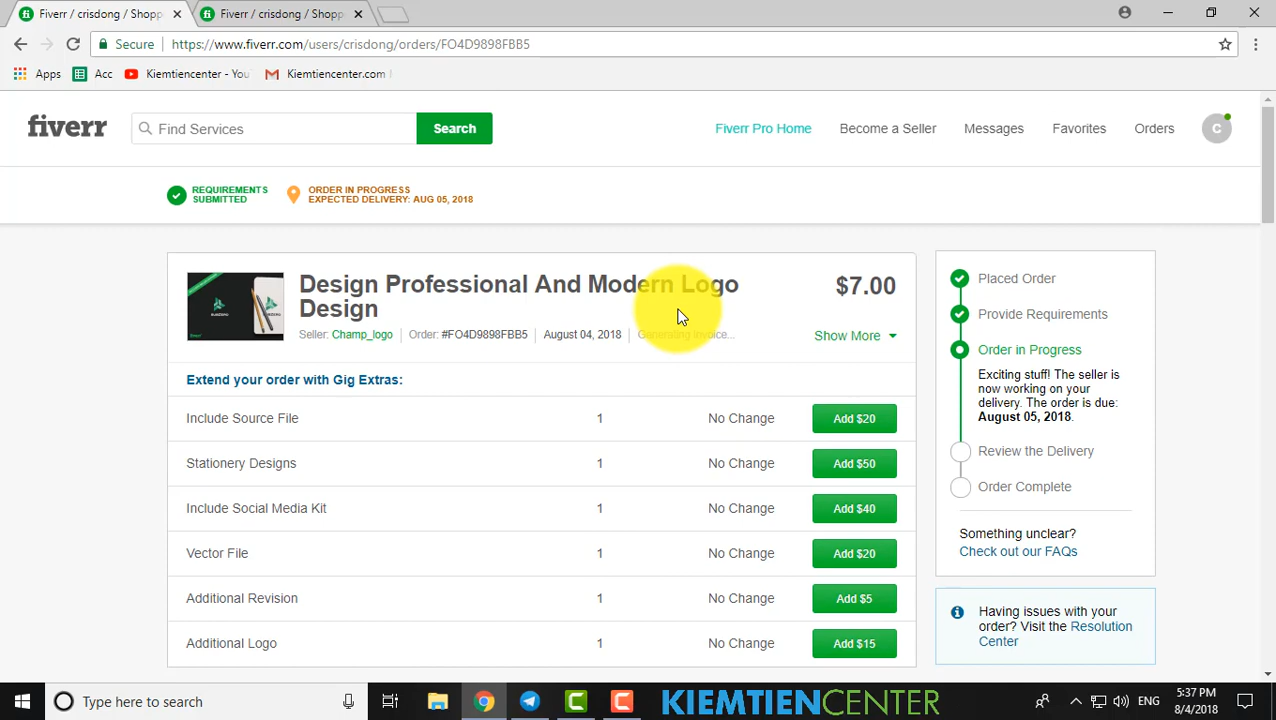 Fiverr / crisdong / Shopp
Fiverr / crisdong / Shopp
Secure
https://www.fiverr.com/users/crisdong/orders/FO4D9898FBB5
Apps
Acc
Kiemtiencenter - You
Kiemtiencenter.com
fiverr
Find Services
Search
Fiverr Pro Home
Become a Seller
Messages
Favorites
Orders
C
REQUIREMENTS
SUBMITTED
ORDER IN PROGRESS
EXPECTED DELIVERY: AUG 05, 2018
Design Professional And Modern Logo
Design
$7.00
Seller: Champ_logo
Order: #FO4D9898FBB5
August 04, 2018
Generating invoice...
Show More
Extend your order with Gig Extras:
Include Source File 1 No Change Add $20
Stationery Designs 1 No Change Add $50
Include Social Media Kit 1 No Change Add $40
Vector File 1 No Change Add $20
Additional Revision 1 No Change Add $5
Additional Logo 1 No Change Add $15
Placed Order
Provide Requirements
Order in Progress
Exciting stuff! The seller is
now working on your
delivery. The order is due:
August 05, 2018.
Review the Delivery
Order Complete
Something unclear?
Check out our FAQs
Having issues with your
order? Visit the Resolution
Center
Type here to search
KIEMTIENCENTER
ENG
5:37 PM
8/4/2018